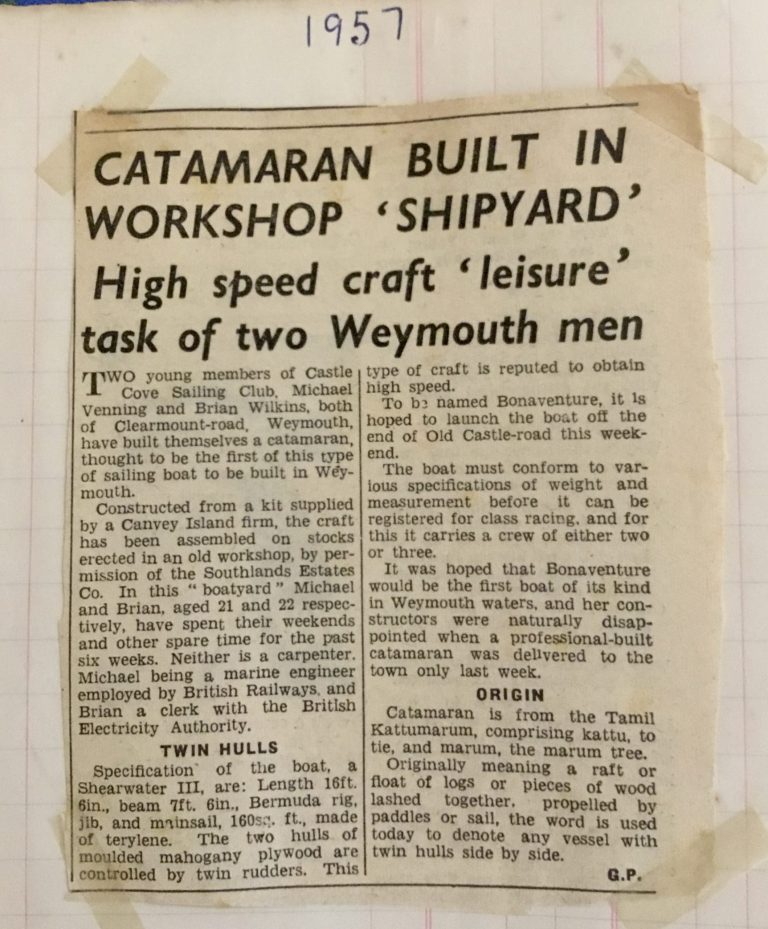 1957
CATAMARAN BUILT IN
WORKSHOP ‘SHIPYARD’
High speed craft ‘leisure’
task of two Weymouth men
TWO young members of Castle
Cove Sailing Club, Michael
Venning and Brian Wilkins, both
of Clearmount-road, Weymouth,
have built themselves a catamaran,
thought to be the first of this type
of sailing boat to be built in Wey-
mouth.
Constructed from a kit supplied
by a Canvey Island firm, the craft
has been assembled on stocks
erected in an old workshop, by per-
mission of the Southlands Estates
Co. In this “ boatyard ” Michael
and Brian, aged 21 and 22 respec-
tively, have spent their weekends
and other spare time for the past
six weeks. Neither is a carpenter.
Michael being a marine engineer
employed by British Railways, and
Brian a clerk with the British
Electricity Authority.
TWIN HULLS
Specification of the boat, a
Shearwater III, are: Length 16ft.
6in., beam 7ft. 6in., Bermuda rig,
jib, and mainsail, 160sq. ft., made
of terylene. The two hulls of
moulded mahogany plywood are
controlled by twin rudders. This
type of craft is reputed to obtain
high speed.
To be named Bonaventure, it is
hoped to launch the boat off the
end of Old Castle-road this week-
end.
The boat must conform to var-
ious specifications of weight and
measurement before it can be
registered for class racing, and for
this it carries a crew of either two
or three.
It was hoped that Bonaventure
would be the first boat of its kind
in Weymouth waters, and her con-
structors were naturally disap-
pointed when a professional-built
catamaran was delivered to the
town only last week.
ORIGIN
Catamaran is from the Tamil
Kattumarum, comprising kattu, to
tie, and marum, the marum tree.
Originally meaning a raft or
float of logs or pieces of wood
lashed together, propelled by
paddles or sail, the word is used
today to denote any vessel with
twin hulls side by side.
G.P.